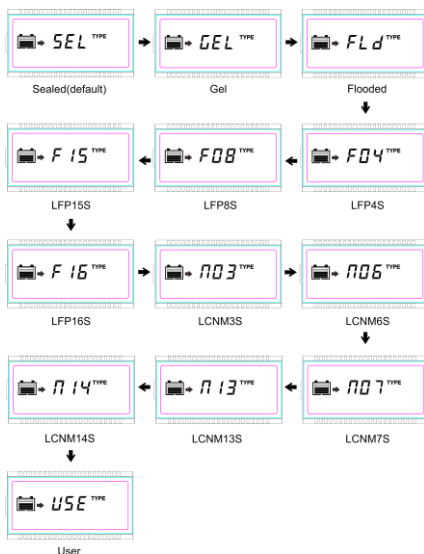 SEL TYPE
Sealed(default)
GEL TYPE
Gel
FLd TYPE
Flooded
F15 TYPE
LFP15S
F08 TYPE
LFP8S
F04 TYPE
LFP4S
F16 TYPE
LFP16S
n03 TYPE
LCNM3S
n06 TYPE
LCNM6S
n14 TYPE
LCNM14S
n13 TYPE
LCNM13S
n07 TYPE
LCNM7S
USE TYPE
User